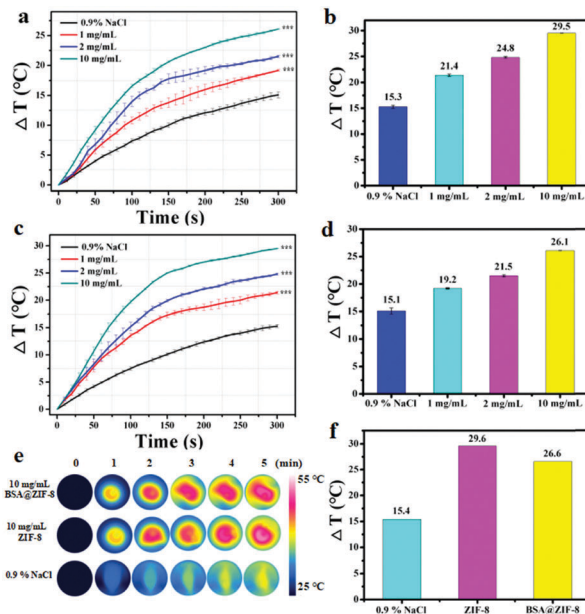 a
0.9% NaCl
1 mg/mL
2 mg/mL
10 mg/mL
***
***
***
△ T (℃)
30
25
20
15
10
5
0
0 50 100 150 200 250 300
Time (s)
b
△ T (℃)
30
25
20
15
10
5
0
15.3
21.4
24.8
29.5
0.9 % NaCl 1 mg/mL 2 mg/mL 10 mg/mL
c
0.9% NaCl
1 mg/mL
2 mg/mL
10 mg/mL
***
***
***
△ T (℃)
30
25
20
15
10
5
0
0 50 100 150 200 250 300
Time (s)
d
△ T (℃)
30
25
20
15
10
5
0
15.1
19.2
21.5
26.1
0.9 % NaCl 1 mg/mL 2 mg/mL 10 mg/mL
e
0 1 2 3 4 5 (min)
10 mg/mL
BSA@ZIF-8
10 mg/mL
ZIF-8
0.9 % NaCl
55 ℃
25 ℃
f
△ T (℃)
30
25
20
15
10
5
0
15.4
29.6
26.6
0.9 % NaCl ZIF-8 BSA@ZIF-8